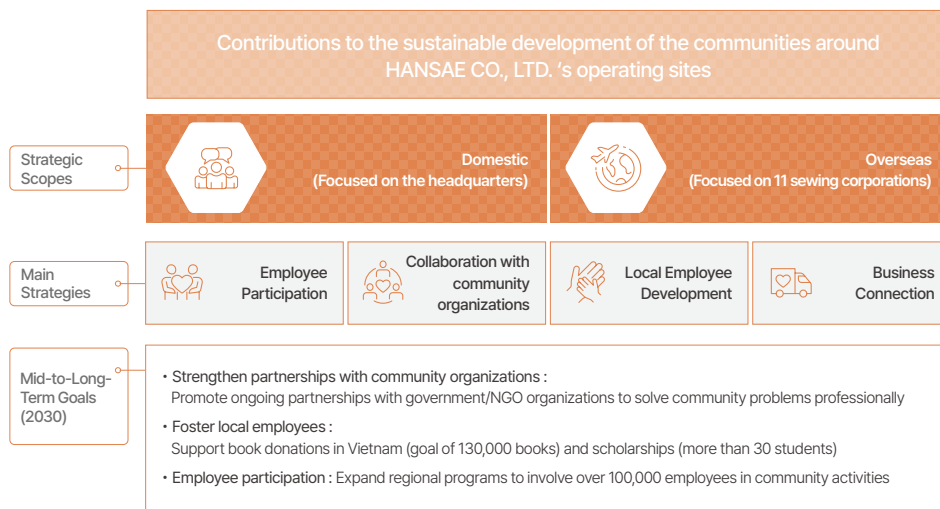 Contributions to the sustainable development of the communities around
HANSAE CO., LTD. ‘s operating sites
Strategic
Scopes
Domestic
(Focused on the headquarters)
Overseas
(Focused on 11 sewing corporations)
Main
Strategies
Employee
Participation
Collaboration with
community
organizations
Local Employee
Development
Business
Connection
Mid-to-Long-
Term Goals
(2030)
• Strengthen partnerships with community organizations :
Promote ongoing partnerships with government/NGO organizations to solve community problems professionally
• Foster local employees :
Support book donations in Vietnam (goal of 130,000 books) and scholarships (more than 30 students)
• Employee participation : Expand regional programs to involve over 100,000 employees in community activities